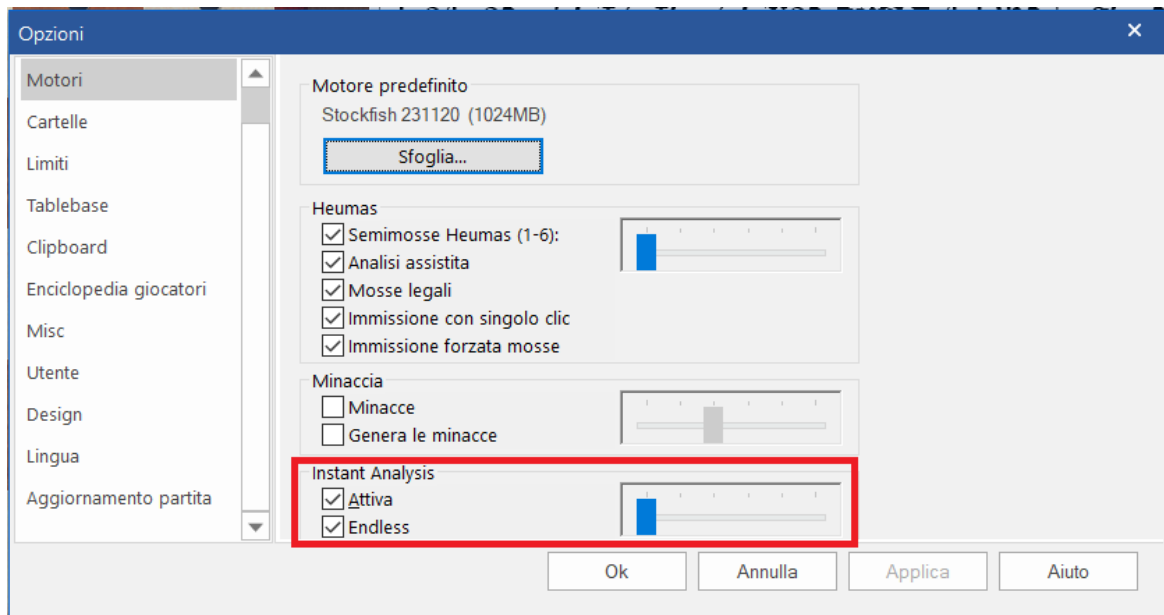 Opzioni
Motori
Cartelle
Limiti
Tablebase
Clipboard
Enciclopedia giocatori
Misc
Utente
Design
Lingua
Aggiornamento partita
Motore predefinito
Stockfish 231120 (1024MB)
Sfoglia...
Heumas
Semimosse Heumas (1-6):
Analisi assistita
Mosse legali
Immissione con singolo clic
Immissione forzata mosse
Minaccia
Minacce
Genera le minacce
Instant Analysis
Attiva
Endless
Ok
Annulla
Applica
Aiuto